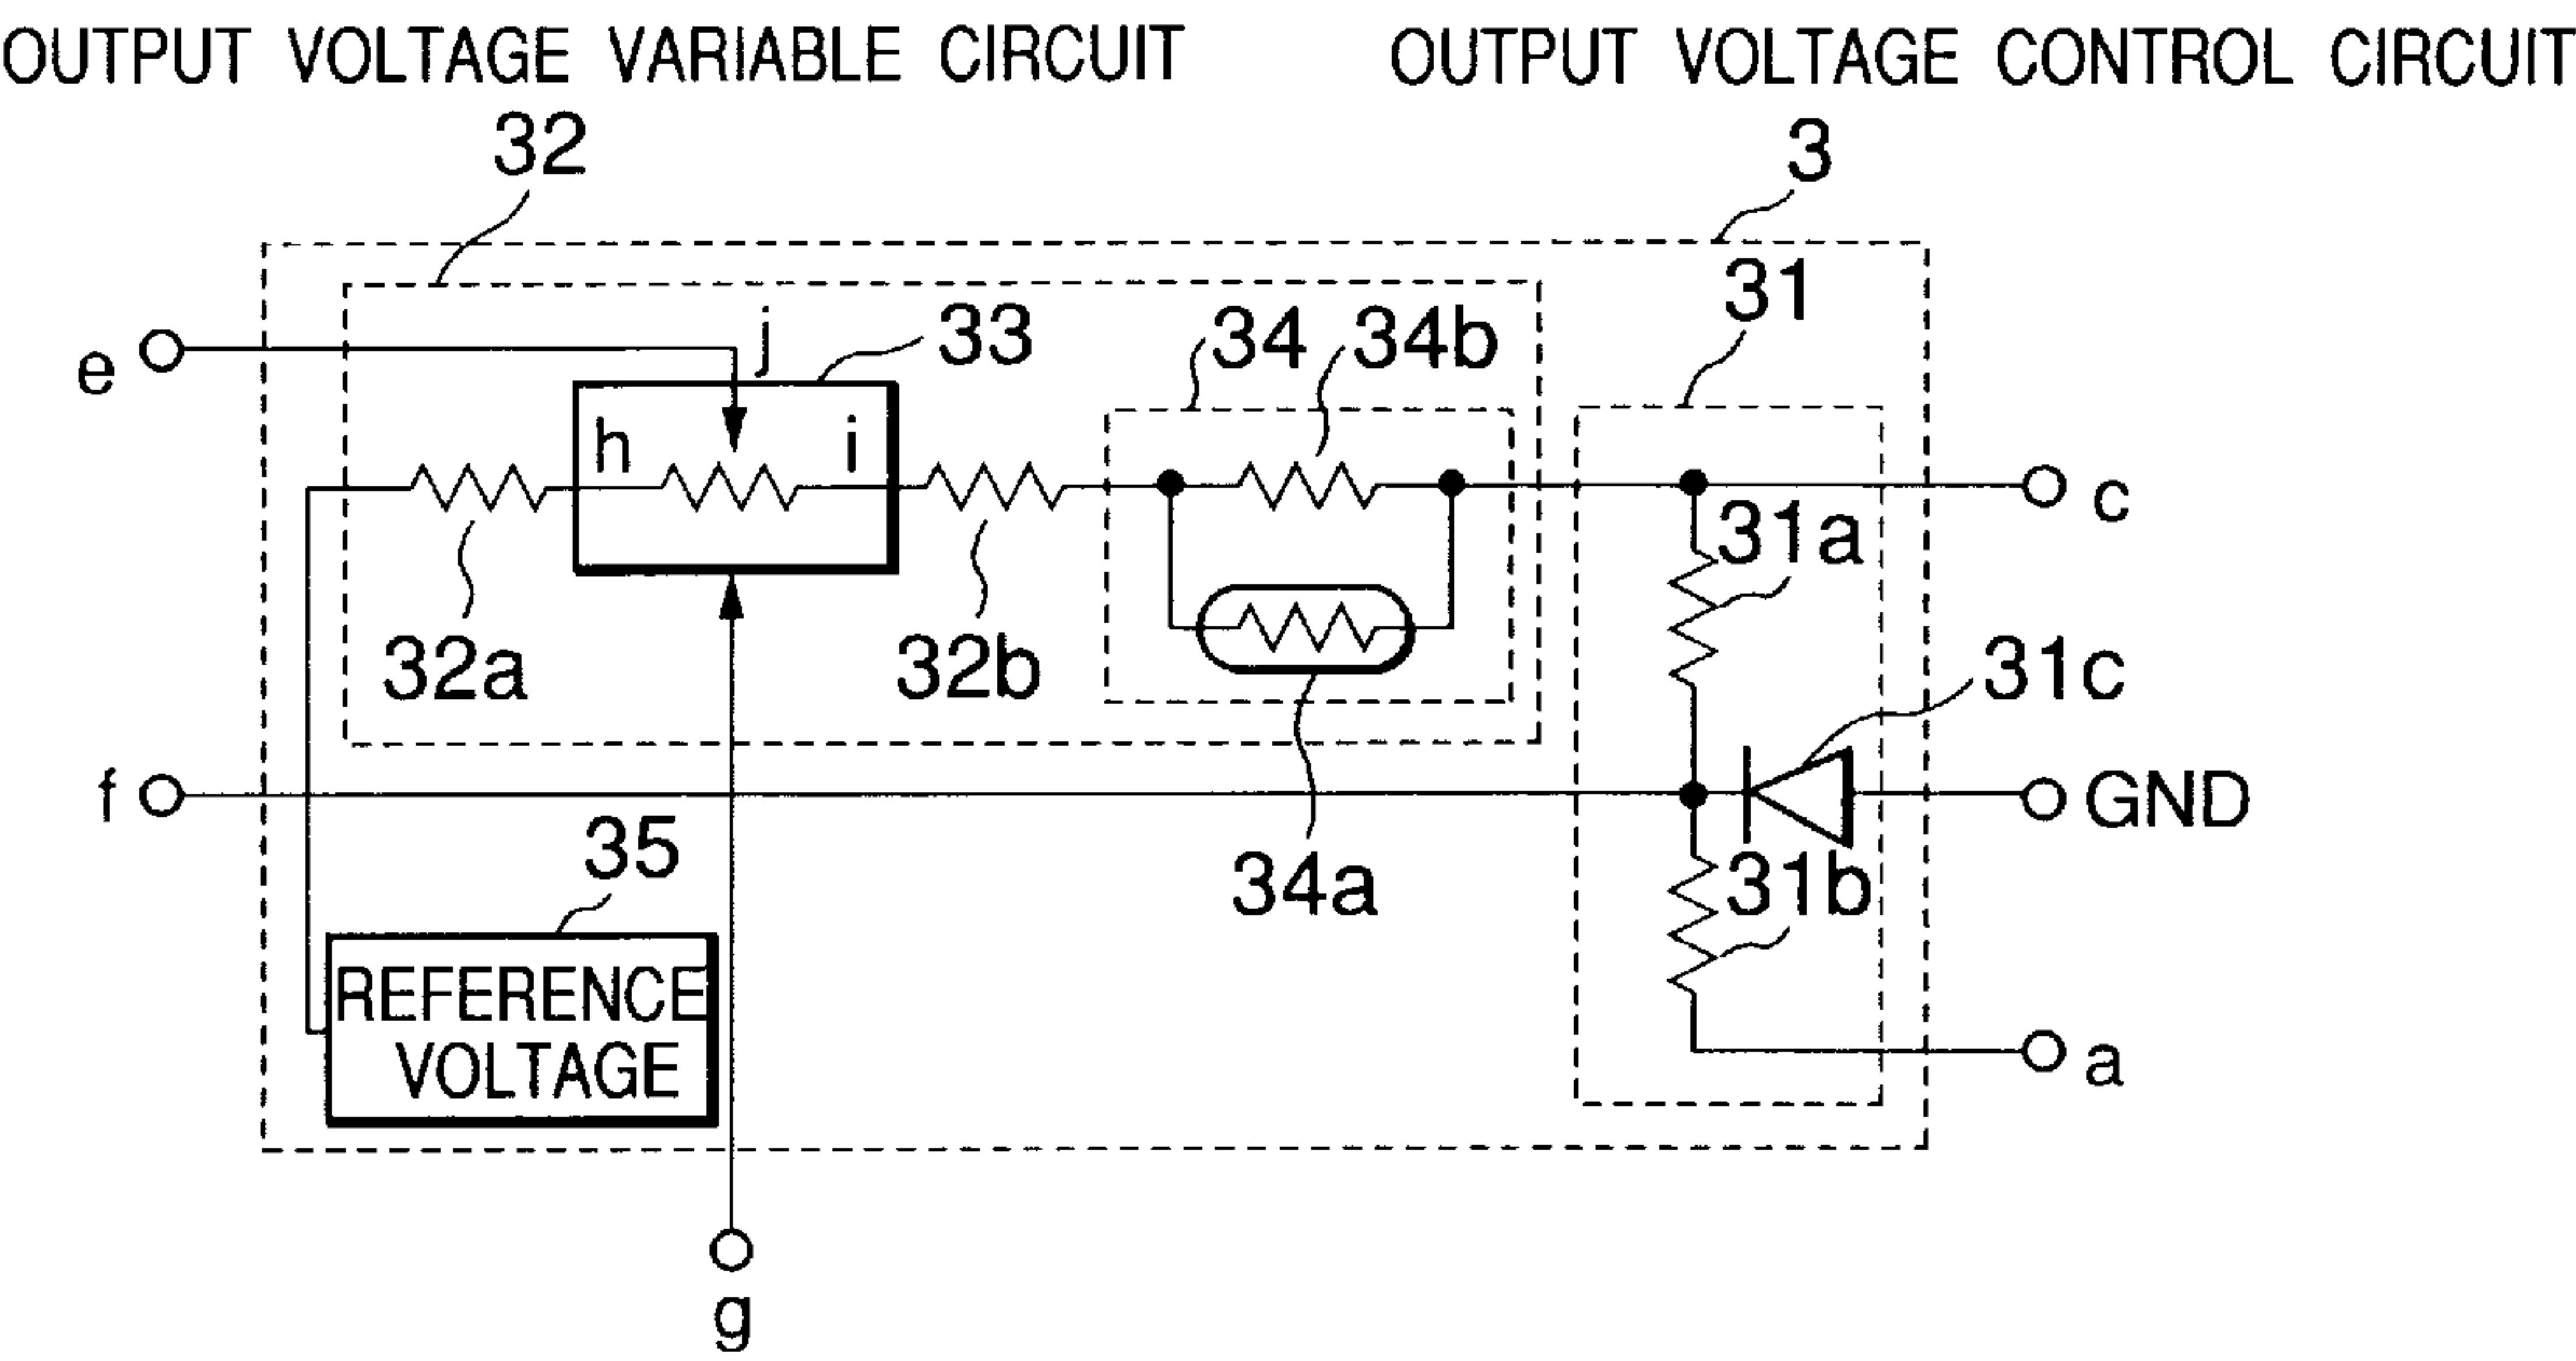 OUTPUT VOLTAGE VARIABLE CIRCUIT
OUTPUT VOLTAGE CONTROL CIRCUIT
32
3
31
j
33
34
34b
e
h
i
c
31a
32a
32b
31c
34a
f
GND
35
31b
REFERENCE
VOLTAGE
a
g